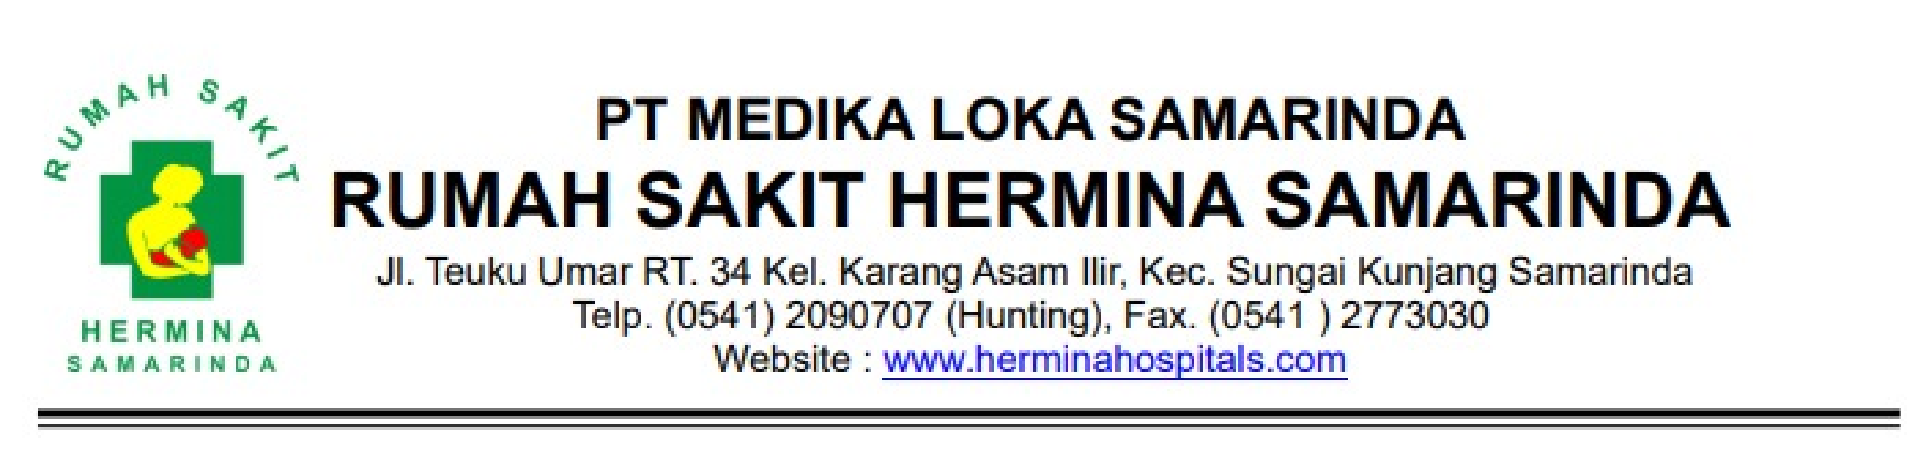 RUMAH SAKIT
HERMINA
SAMARINDA
PT MEDIKA LOKA SAMARINDA
RUMAH SAKIT HERMINA SAMARINDA
Jl. Teuku Umar RT. 34 Kel. Karang Asam Ilir, Kec. Sungai Kunjang Samarinda
Telp. (0541) 2090707 (Hunting), Fax. (0541 ) 2773030
Website : www.herminahospitals.com